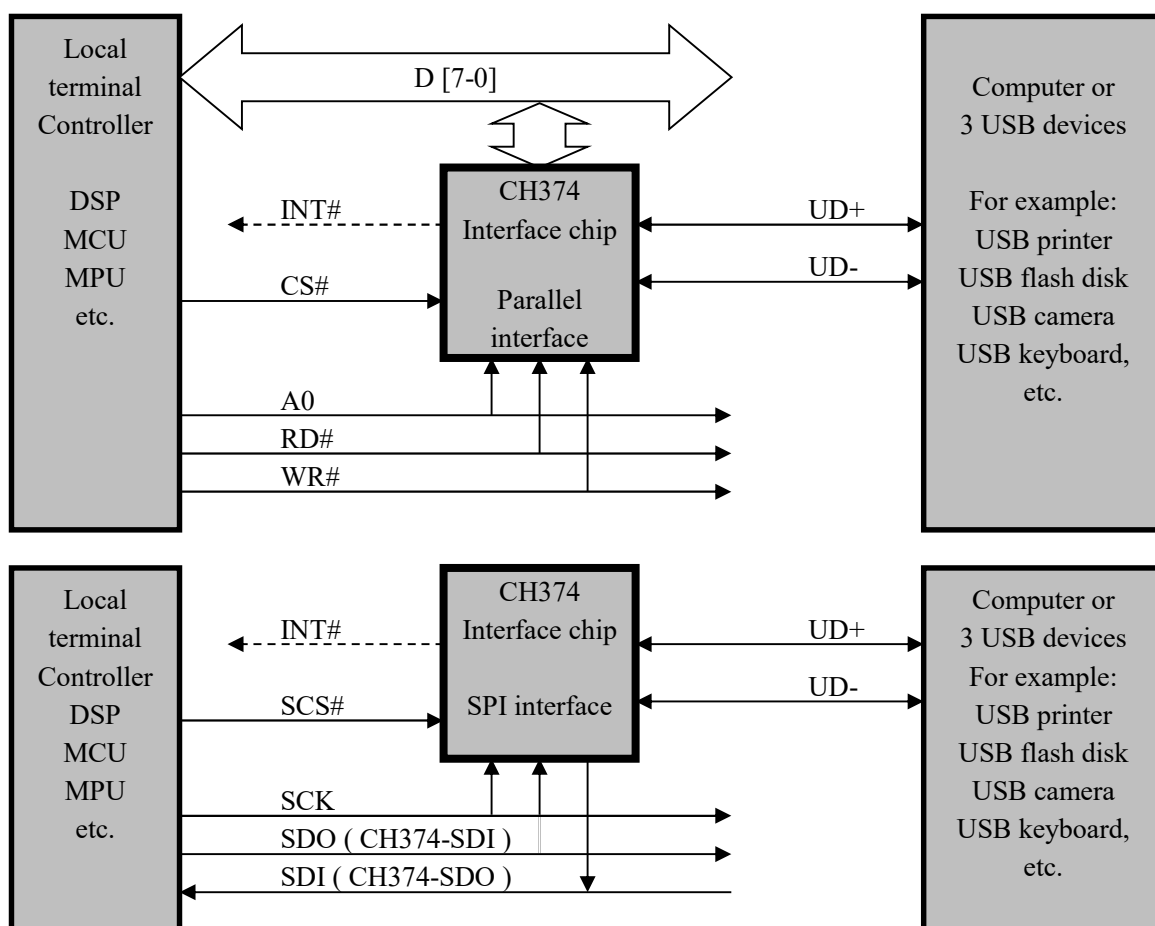 Local
terminal
Controller
DSP
MCU
MPU
etc.
D [7-0]
INT#
CS#
CH374
Interface chip
Parallel
interface
UD+
UD-
A0
RD#
WR#
Computer or
3 USB devices
For example:
USB printer
USB flash disk
USB camera
USB keyboard,
etc.
Local
terminal
Controller
DSP
MCU
MPU
etc.
INT#
SCS#
CH374
Interface chip
SPI interface
UD+
UD-
SCK
SDO ( CH374-SDI )
SDI ( CH374-SDO )
Computer or
3 USB devices
For example:
USB printer
USB flash disk
USB camera
USB keyboard,
etc.